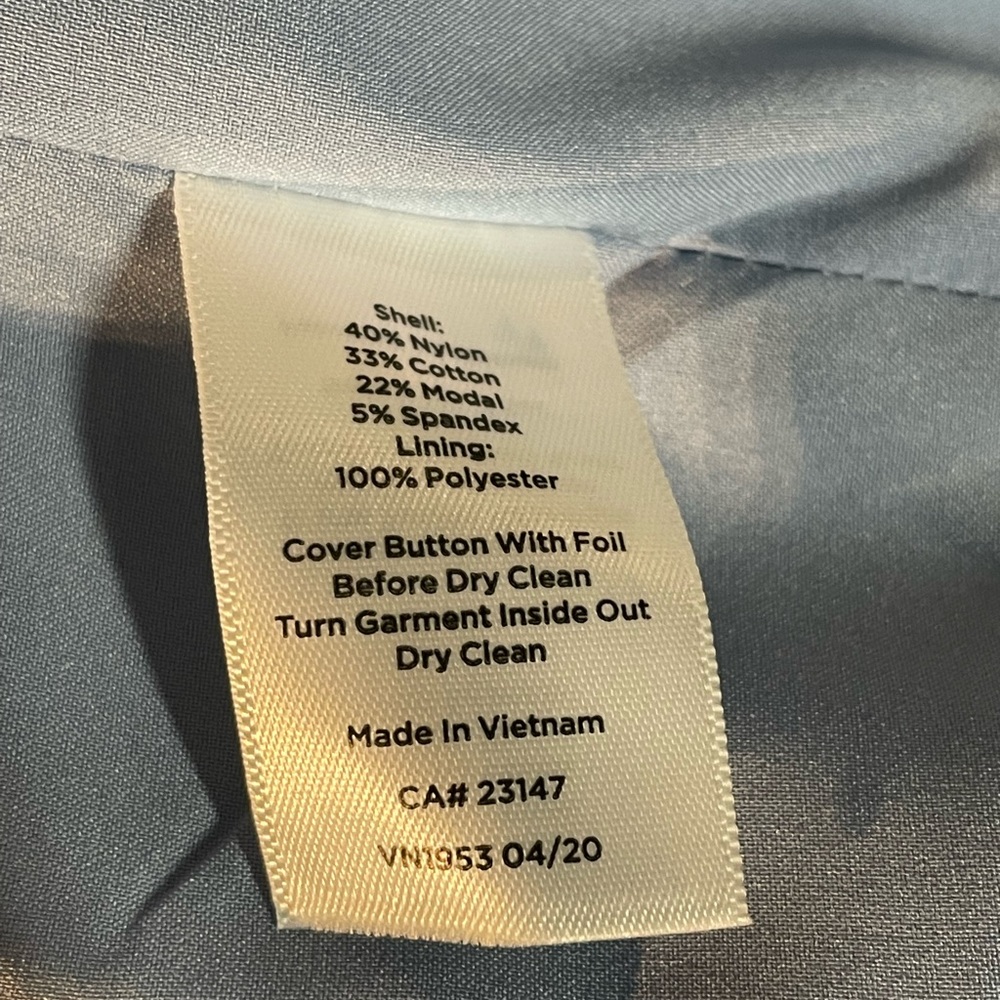 Shell:
40% Nylon
33% Cotton
22% Modal
5% Spandex
Lining:
100% Polyester
Cover Button With Foil
Before Dry Clean
Turn Garment Inside Out
Dry Clean
Made In Vietnam
CA# 23147
VN1953 04/20